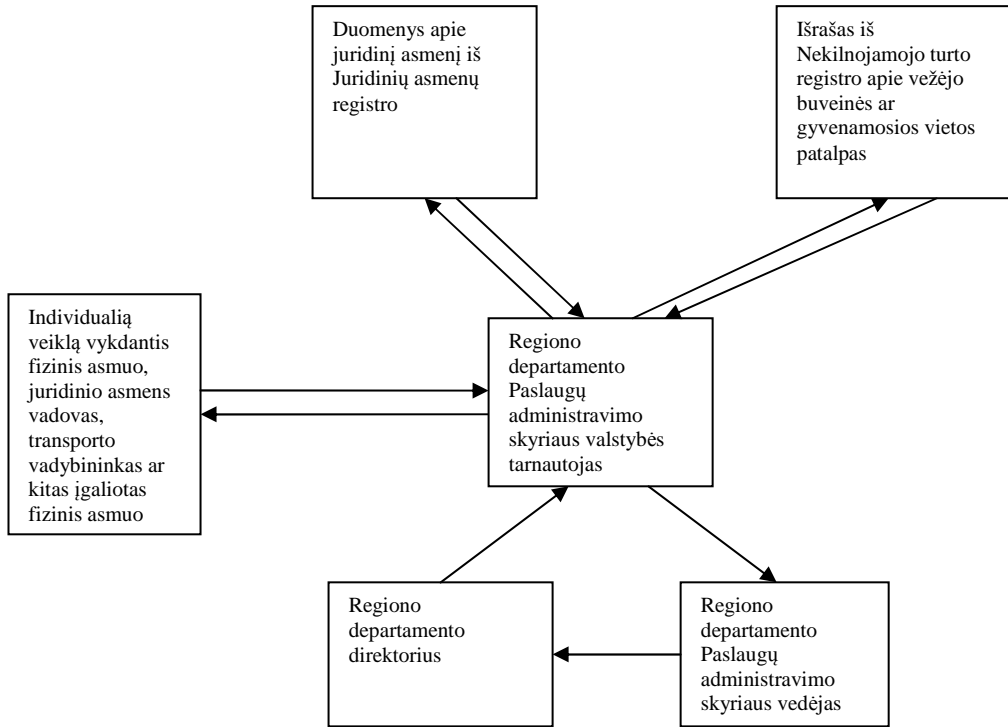 Duomenys apie
juridinį asmenį iš
Juridinių asmenų
registro
Išrašas iš
Nekilnojamojo turto
registro apie vežėjo
buveinės ar
gyvenamosios vietos
patalpas
Individualią
veiklą vykdantis
fizinis asmuo,
juridinio asmens
vadovas,
transporto
vadybininkas ar
kitas įgaliotas
fizinis asmuo
Regiono
departamento
Paslaugų
administravimo
skyriaus valstybės
tarnautojas
Regiono
departamento
direktorius
Regiono
departamento
Paslaugų
administravimo
skyriaus vedėjas